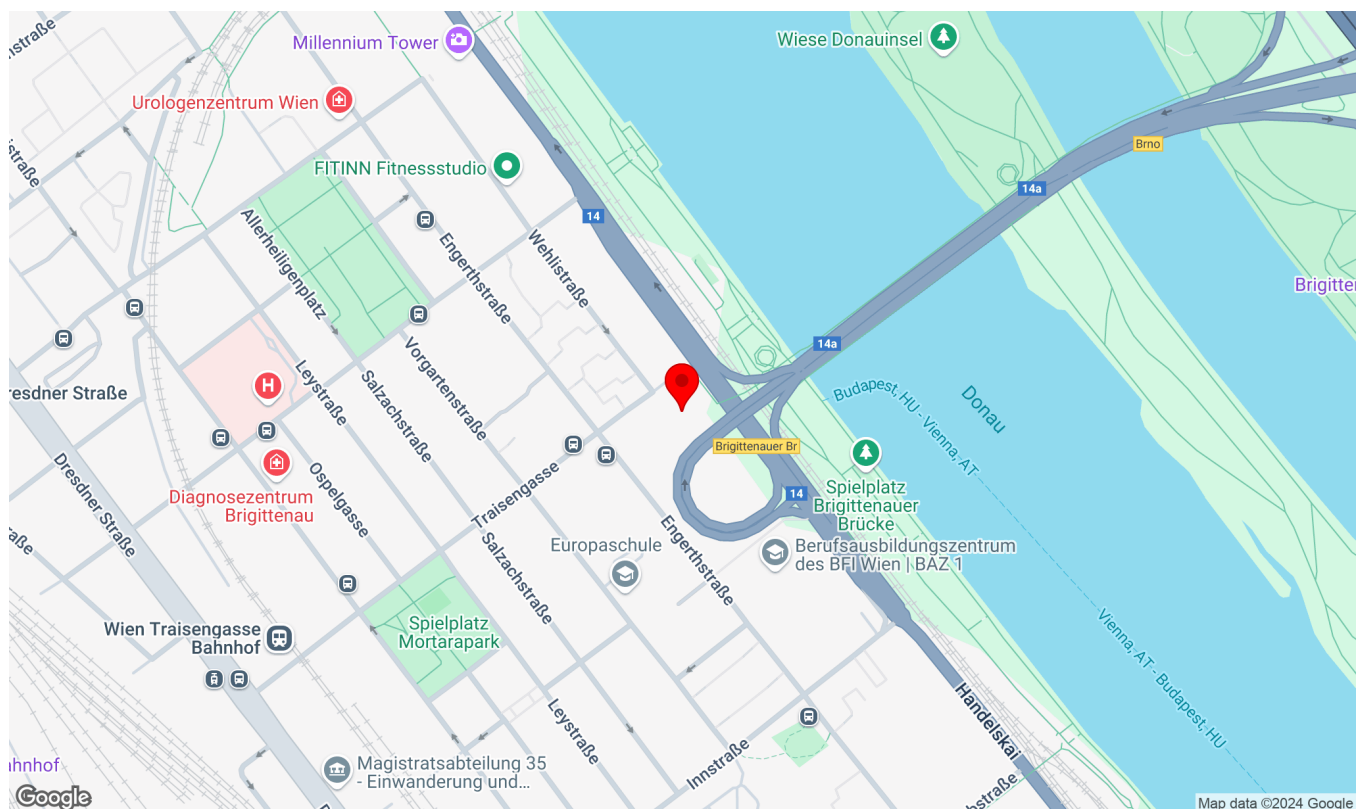 nstraße
Millennium Tower
Wiese Donauinsel
Urologenzentrum Wien
Brno
FITINN Fitnessstudio
14a
14
Allerheiligenplatz
Engerthstraße
Wehlistraße
Brigitter
14a
Vorgartenstraße
Leystraße
Salzachstraße
H
Dresdner Straße
Budapest, HU - Vienna, AT
Donau
Brigittenauer Br
Spielplatz
Brigittenauer
Brücke
14
Diagnosezentrum
Brigittenau
Ospelgasse
Traisengasse
Dresdner Straße
Europaschule
Engerthstraße
Berufsausbildungszentrum
des BFI Wien | BAZ 1
Salzachstraße
Spielplatz
Mortarapark
Wien Traisengasse
Bahnhof
Vienna, AT - Budapest, HU
Handelskai
Leystraße
Innstraße
Magistratsabteilung 35
- Einwanderung und...
Google
Map data ©2024 Google